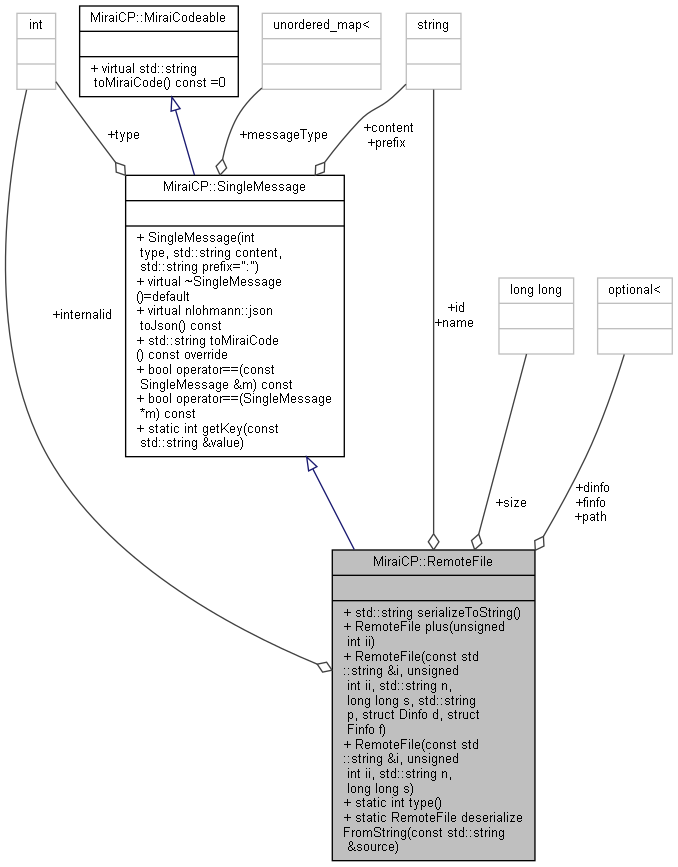 int
MiraiCP::MiraiCodeable
+ virtual std::string
toMiraiCode() const =0
unordered_map<
string
+type
+messageType
+content
+prefix
MiraiCP::SingleMessage
+ SingleMessage(int
type, std::string content,
std::string prefix=":")
+ virtual ~SingleMessage
()=default
+ virtual nlohmann::json
toJson() const
+ std::string toMiraiCode
() const override
+ bool operator==(const
SingleMessage &m) const
+ bool operator==(SingleMessage
*m) const
+ static int getKey(const
std::string &value)
+internalid
+id
+name
long long
optional<
+size
+dinfo
+finfo
+path
MiraiCP::RemoteFile
+ std::string serializeToString()
+ RemoteFile plus(unsigned
int ii)
+ RemoteFile(const std
::string &i, unsigned
int ii, std::string n,
long long s, std::string
p, struct Dinfo d, struct
Finfo f)
+ RemoteFile(const std
::string &i, unsigned
int ii, std::string n,
long long s)
+ static int type()
+ static RemoteFile deserialize
FromString(const std::string
&source)